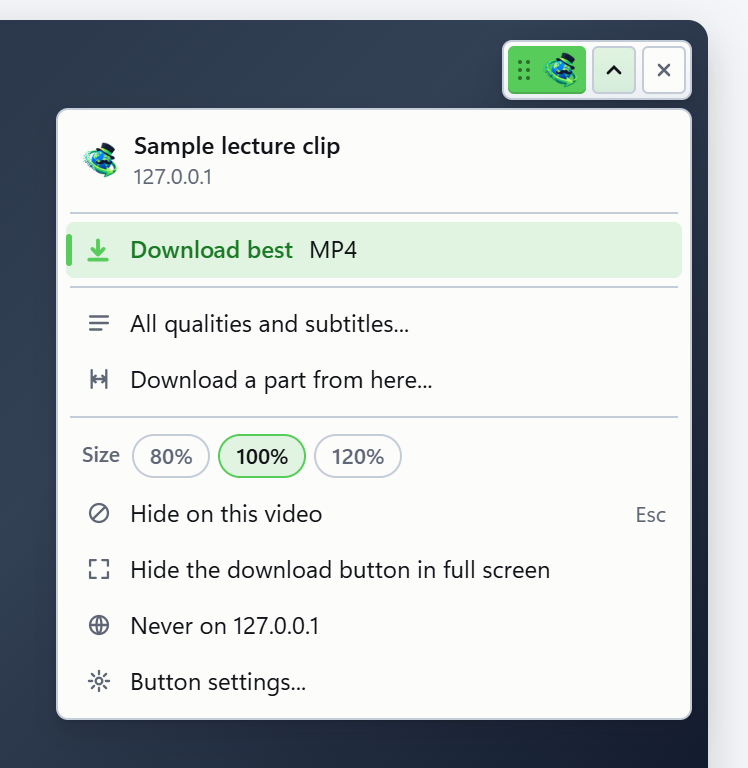 Sample lecture clip
127.0.0.1
Download best MP4
All qualities and subtitles...
Download a part from here...
Size 80% 100% 120%
Hide on this video Esc
Hide the download button in full screen
Never on 127.0.0.1
Button settings...